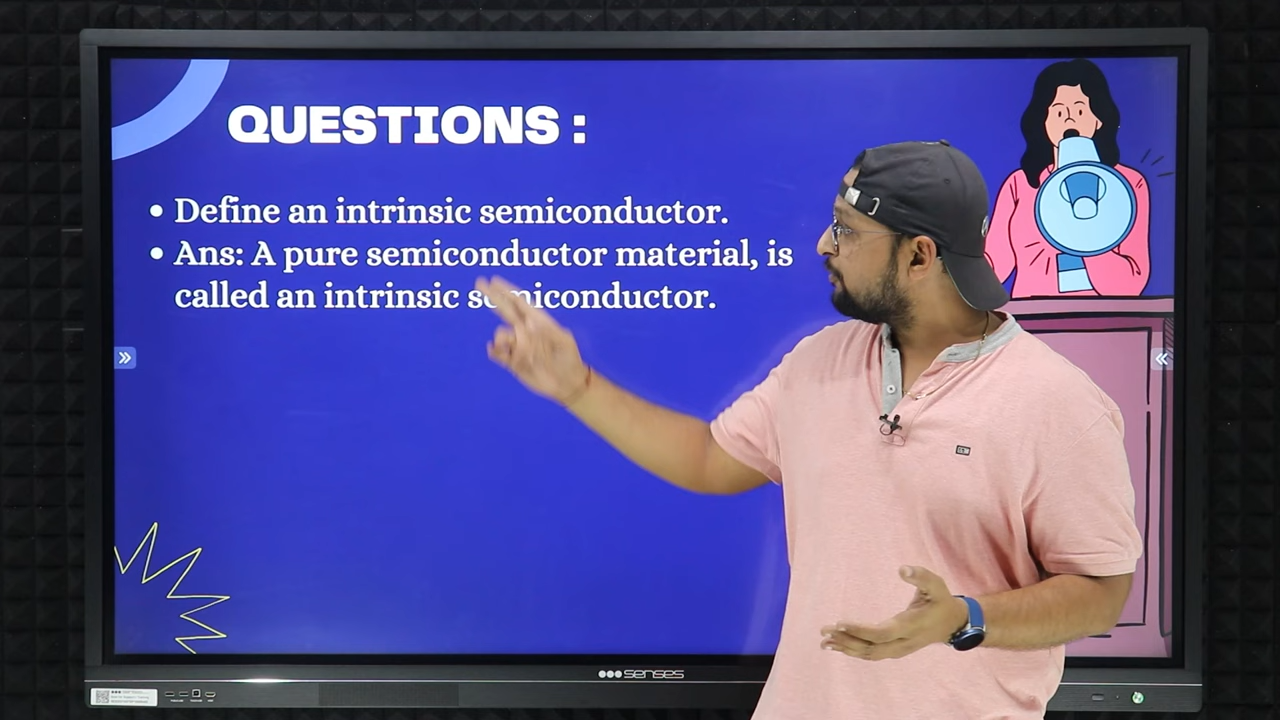 QUESTIONS :
• Define an intrinsic semiconductor.
• Ans: A pure semiconductor material, is
called an intrinsic semiconductor.
senses